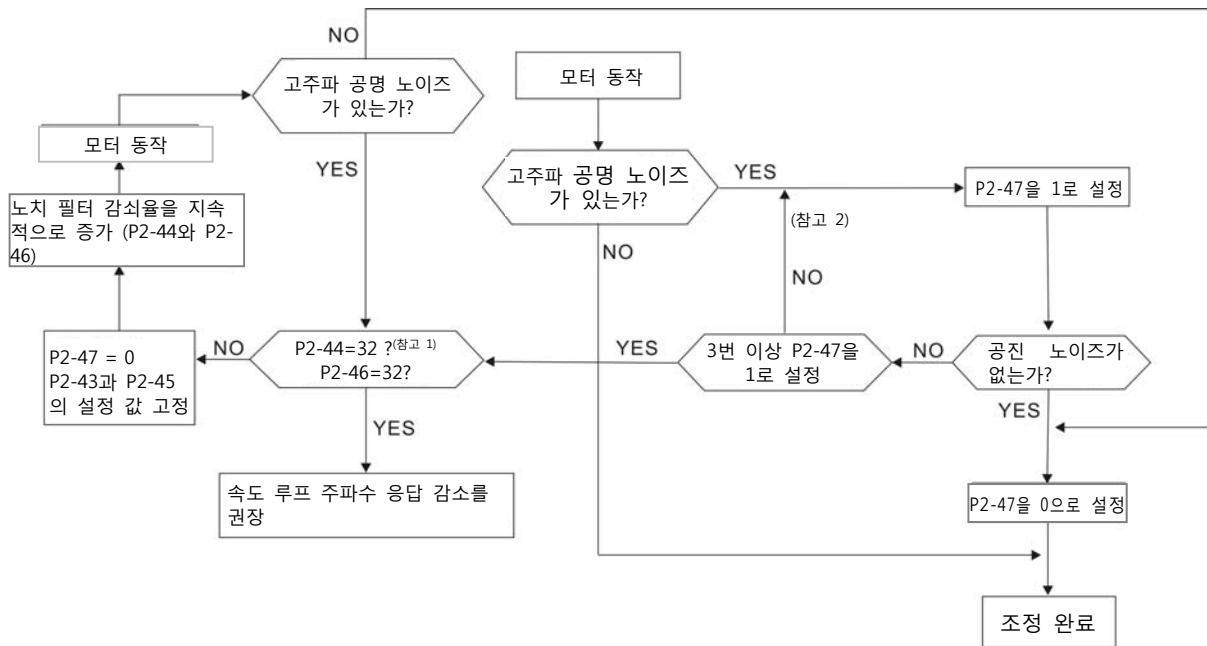 NO
고주파 공명 노이즈
가 있는가?
모터 동작
모터 동작
YES
고주파 공명 노이즈
가 있는가?
YES
P2-47을 1로 설정
노치 필터 감쇠율을 지속
적으로 증가 (P2-44와 P2-
46)
(참고 2)
NO
NO
P2-47 = 0
P2-43과 P2-45
의 설정 값 고정
NO
P2-44=32 ?(참고 1)
P2-46=32?
YES
3번 이상 P2-47을
1로 설정
NO
공진 노이즈가
없는가?
YES
YES
속도 루프 주파수 응답 감소를
권장
P2-47을 0으로 설정
조정 완료